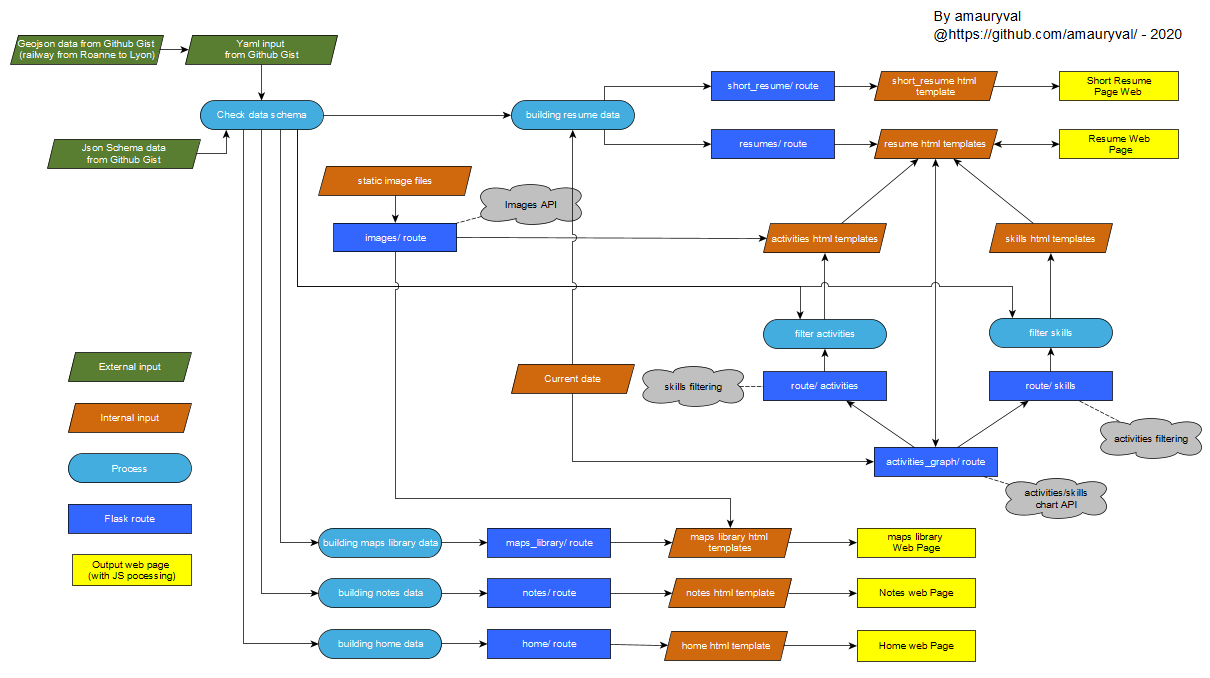 By amauryval
@https://github.com/amauryval/ - 2020
Geojson data from Github Gist
(railway from Roanne to Lyon)
Yaml input
from Github Gist
short_resume/ route
short_resume html
template
Short Resume
Page Web
Check data schema
building resume data
Json Schema data
from Github Gist
resumes/ route
resume html templates
Resume Web
Page
static image files
Images API
images/ route
activities html templates
skills html templates
filter activities
filter skills
External input
Current date
skills filtering
route/ activities
route/ skills
Internal input
activities filtering
Process
activities_graph/ route
activities/skills
chart API
Flask route
building maps library data
maps_library/ route
maps library html
templates
maps library
Web Page
Output web page
(with JS pocessing)
building notes data
notes/ route
notes html template
Notes web Page
building home data
home/ route
home html template
Home web Page